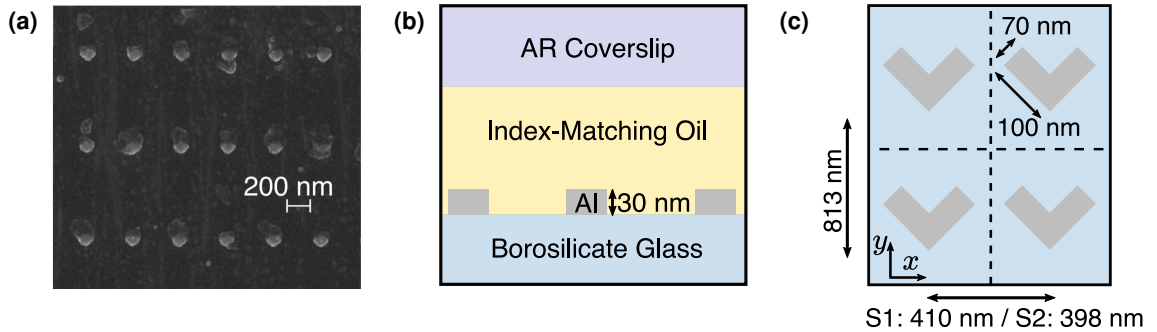 (a)
200 nm
(b)
AR Coverslip
Index-Matching Oil
Al
30 nm
Borosilicate Glass
(c)
70 nm
100 nm
813 nm
y
x
S1: 410 nm / S2: 398 nm